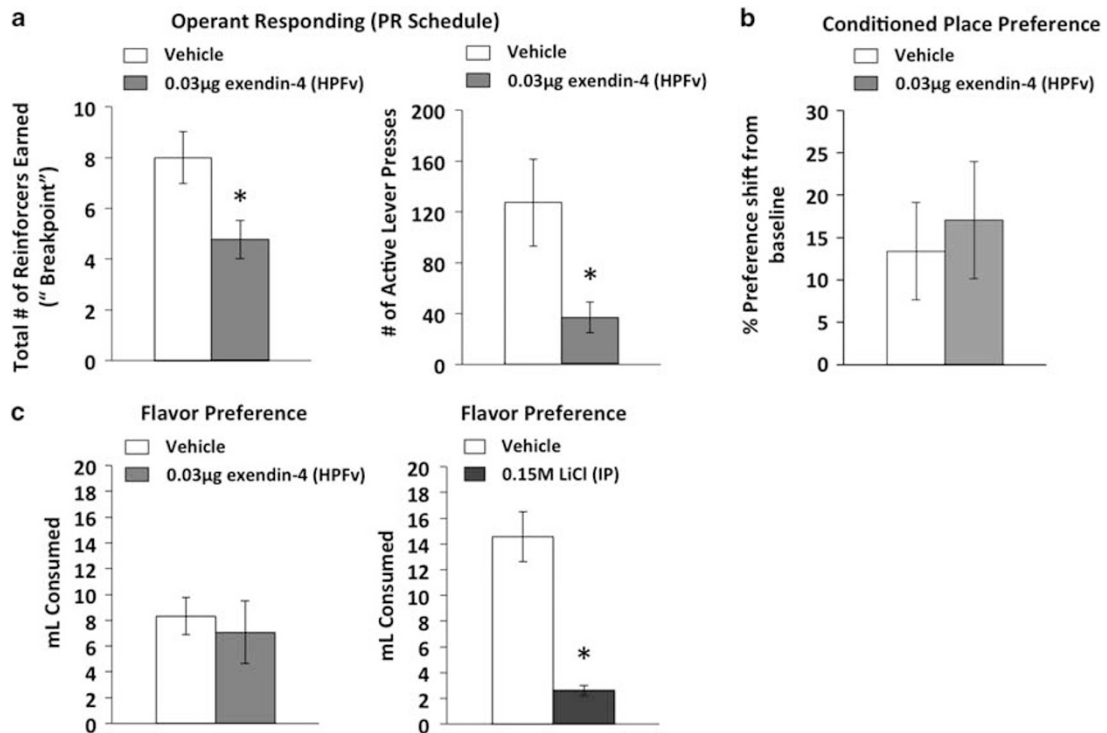 a
Operant Responding (PR Schedule)
Vehicle
0.03µg exendin-4 (HPFv)
Total # of Reinforcers Earned
(" Breakpoint")
10
8
6
4
2
0
*
Vehicle
0.03µg exendin-4 (HPFv)
# of Active Lever Presses
200
160
120
80
40
0
*
b
Conditioned Place Preference
Vehicle
0.03µg exendin-4 (HPFv)
% Preference shift from
baseline
30
25
20
15
10
5
0
c
Flavor Preference
Vehicle
0.03µg exendin-4 (HPFv)
mL Consumed
20
18
16
14
12
10
8
6
4
2
0
Flavor Preference
Vehicle
0.15M LiCl (IP)
mL Consumed
20
18
16
14
12
10
8
6
4
2
0
*